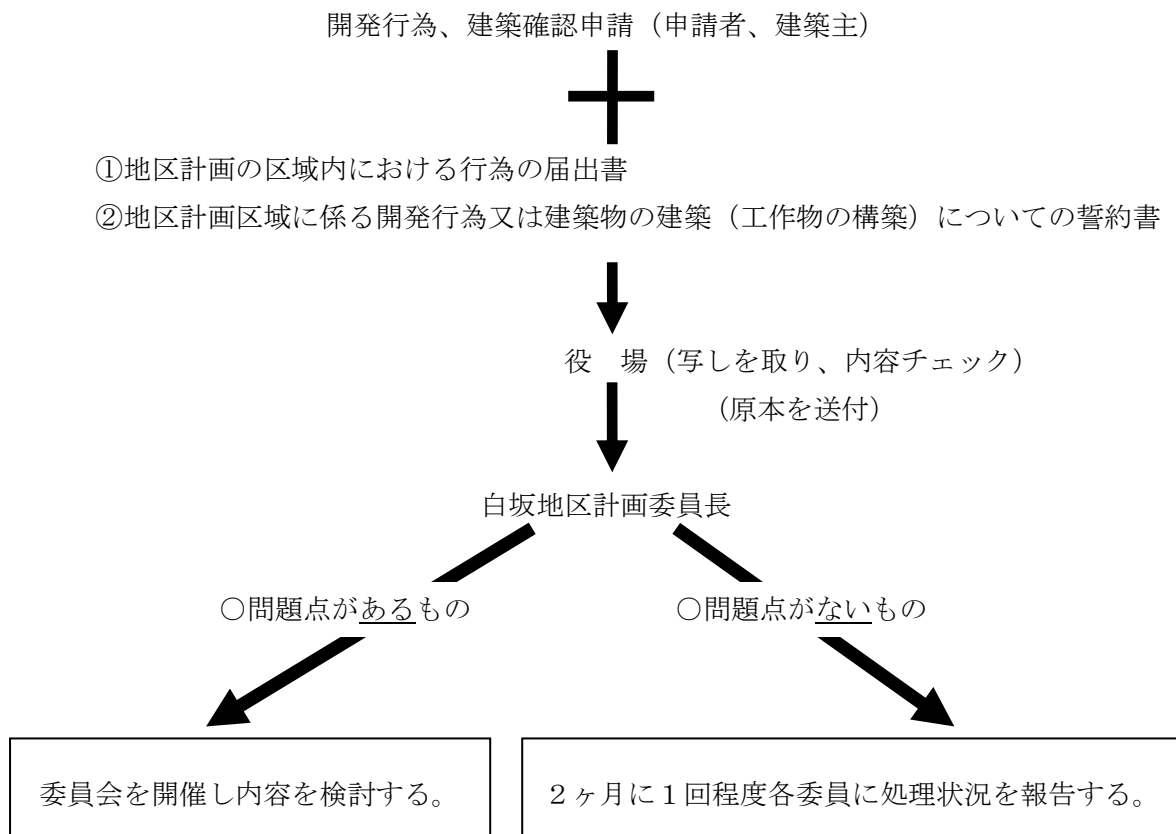 開発行為、建築確認申請（申請者、建築主）
①地区計画の区域内における行為の届出書
②地区計画区域に係る開発行為又は建築物の建築（工作物の構築）についての誓約書
役　場（写しを取り、内容チェック）
（原本を送付）
白坂地区計画委員長
○問題点があるもの
○問題点がないもの
委員会を開催し内容を検討する。
２ヶ月に１回程度各委員に処理状況を報告する。